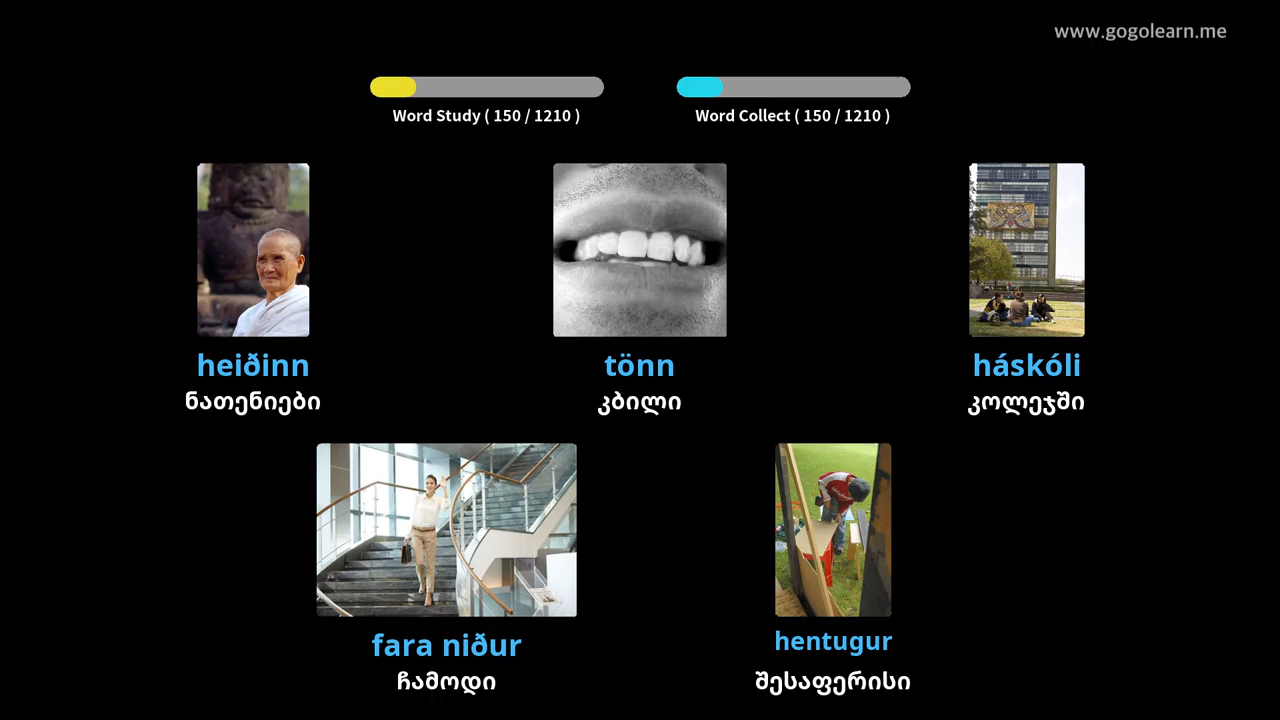 www.gogolearn.me
Word Study ( 150 / 1210 )
Word Collect ( 150 / 1210 )
heiðinn
ნათენიები
tönn
კბილი
háskóli
კოლეჯში
fara niður
ჩამოდი
hentugur
შესაფერისი